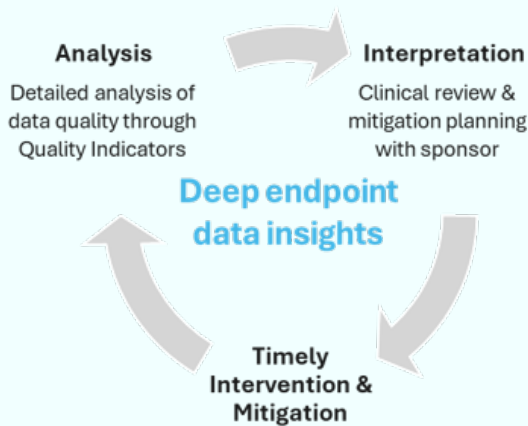 Analysis
Detailed analysis of
data quality through
Quality Indicators
Interpretation
Clinical review &
mitigation planning
with sponsor
Deep endpoint
data insights
Timely
Intervention &
Mitigation